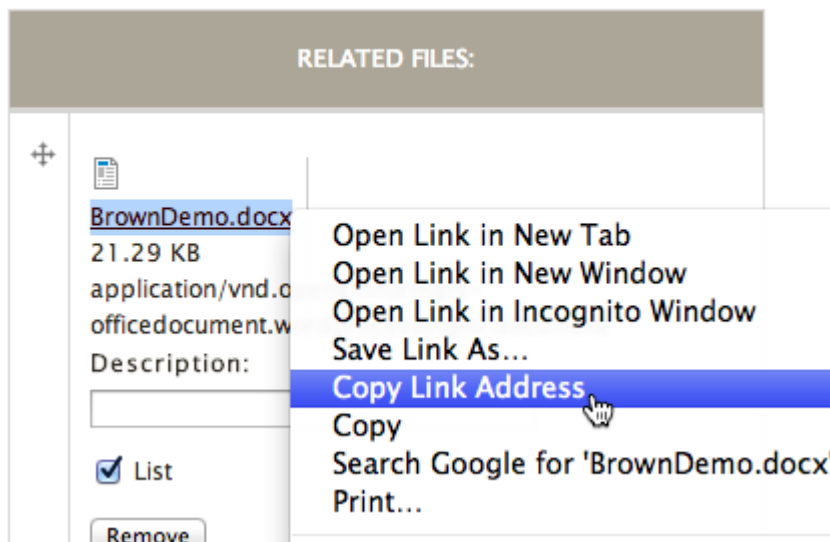 RELATED FILES:
BrownDemo.docx
21.29 KB
application/vnd.o
officedocument.w
Description:
List
Remove
Open Link in New Tab
Open Link in New Window
Open Link in Incognito Window
Save Link As...
Copy Link Address
Copy
Search Google for 'BrownDemo.docx'
Print...